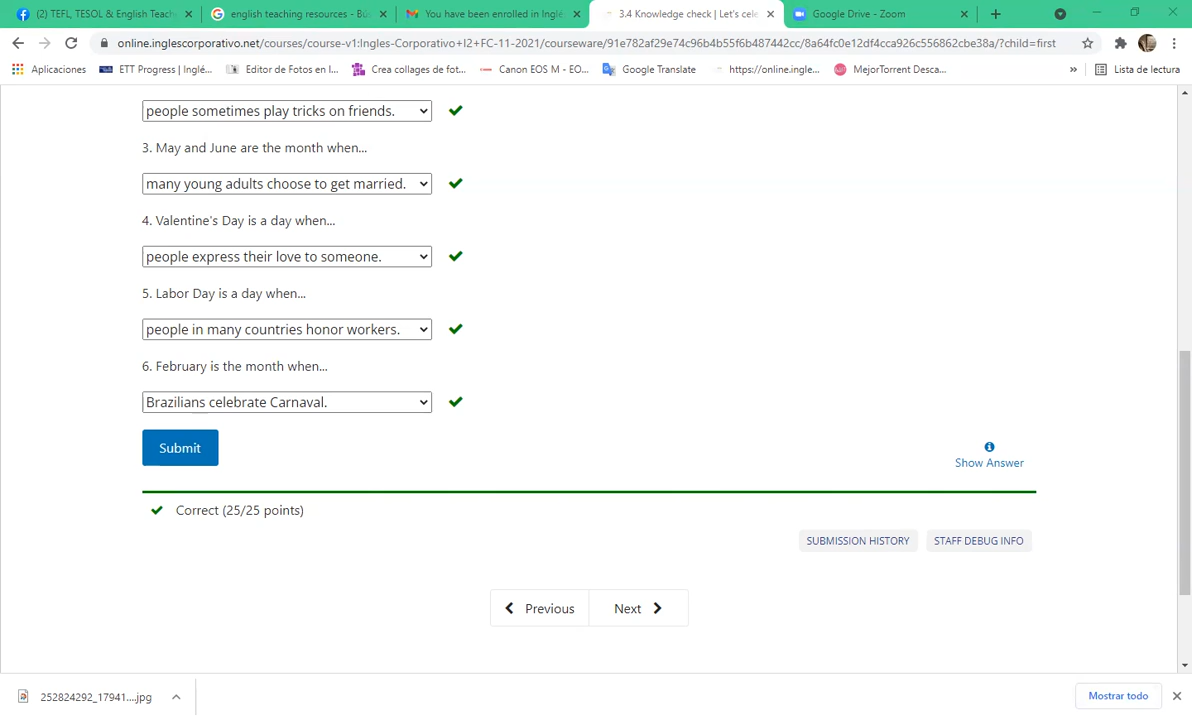 (2) TEFL, TESOL & English Teach
english teaching resources - Bú
You have been enrolled in Inglé
3.4 Knowledge check | Let's cele
Google Drive - Zoom
online.inglescorporativo.net/courses/course-v1:Ingles-Corporativo+I2+FC-11-2021/courseware/91e782af29e74c96b4b55f6b487442cc/8a64fc0e12df4cca926c556862cbe38a/?child=first
Aplicaciones
ETT Progress | Inglé...
Editor de Fotos en l...
Crea collages de fot...
Canon EOS M - EO...
Google Translate
https://online.ingle...
MejorTorrent Desca...
»
Lista de lectura
people sometimes play tricks on friends.
3. May and June are the month when...
many young adults choose to get married.
4. Valentine's Day is a day when...
people express their love to someone.
5. Labor Day is a day when...
people in many countries honor workers.
6. February is the month when...
Brazilians celebrate Carnaval.
Submit
Show Answer
Correct (25/25 points)
SUBMISSION HISTORY
STAFF DEBUG INFO
Previous
Next
252824292_17941....jpg
Mostrar todo